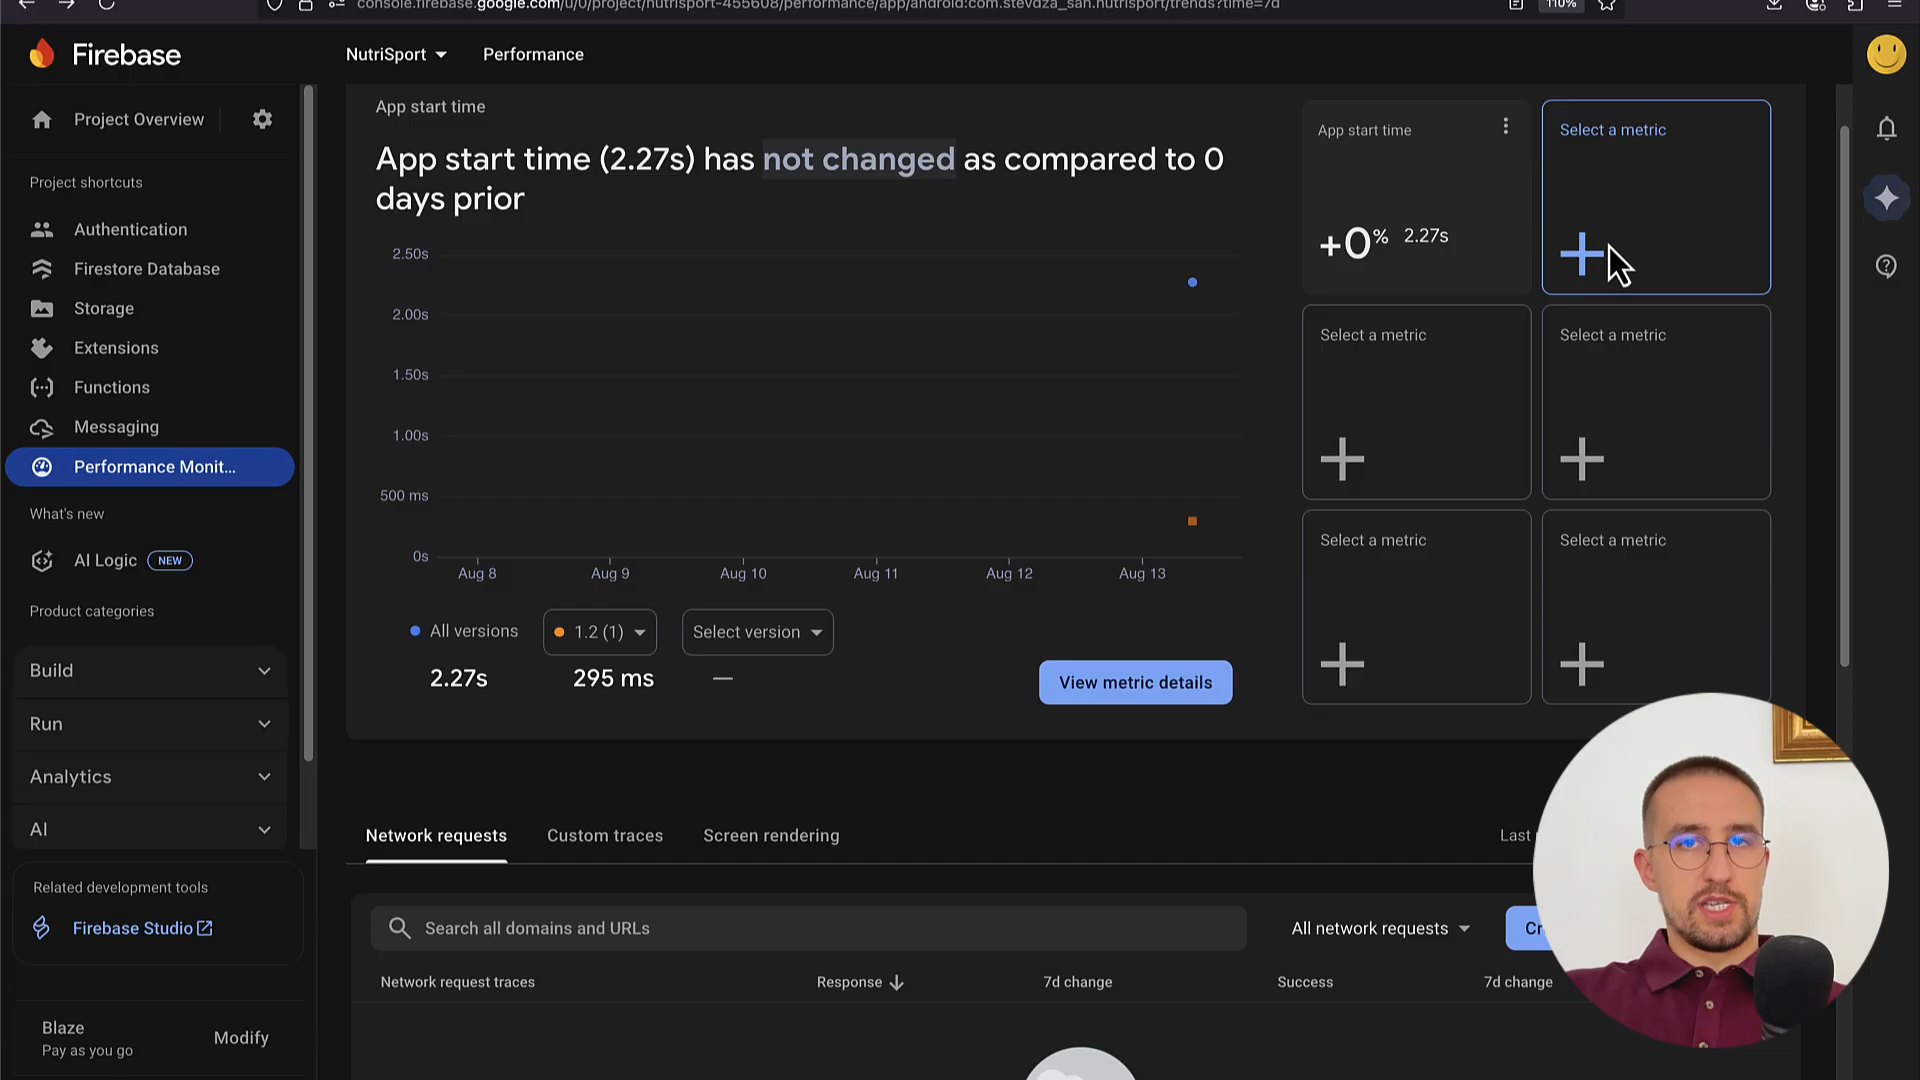 console.firebase.google.com/u/0/project/nutrisport-455608/performance/app/android:com.stevdza_san.nutrisport/trends?time=7d
110%
Firebase
NutriSport
Performance
Project Overview
Project shortcuts
Authentication
Firestore Database
Storage
Extensions
Functions
Messaging
Performance Monit...
What's new
AI Logic NEW
Product categories
Build
Run
Analytics
AI
Related development tools
Firebase Studio
Blaze
Pay as you go
Modify
App start time
App start time (2.27s) has not changed as compared to 0
days prior
2.50s
2.00s
1.50s
1.00s
500 ms
0s
Aug 8 Aug 9 Aug 10 Aug 11 Aug 12 Aug 13
All versions 1.2 (1) Select version
2.27s 295 ms —
View metric details
App start time
+0% 2.27s
Select a metric
Select a metric
Select a metric
Select a metric
Select a metric
Network requests Custom traces Screen rendering
Last
Search all domains and URLs
All network requests
Cr
Network request traces Response 7d change Success 7d change